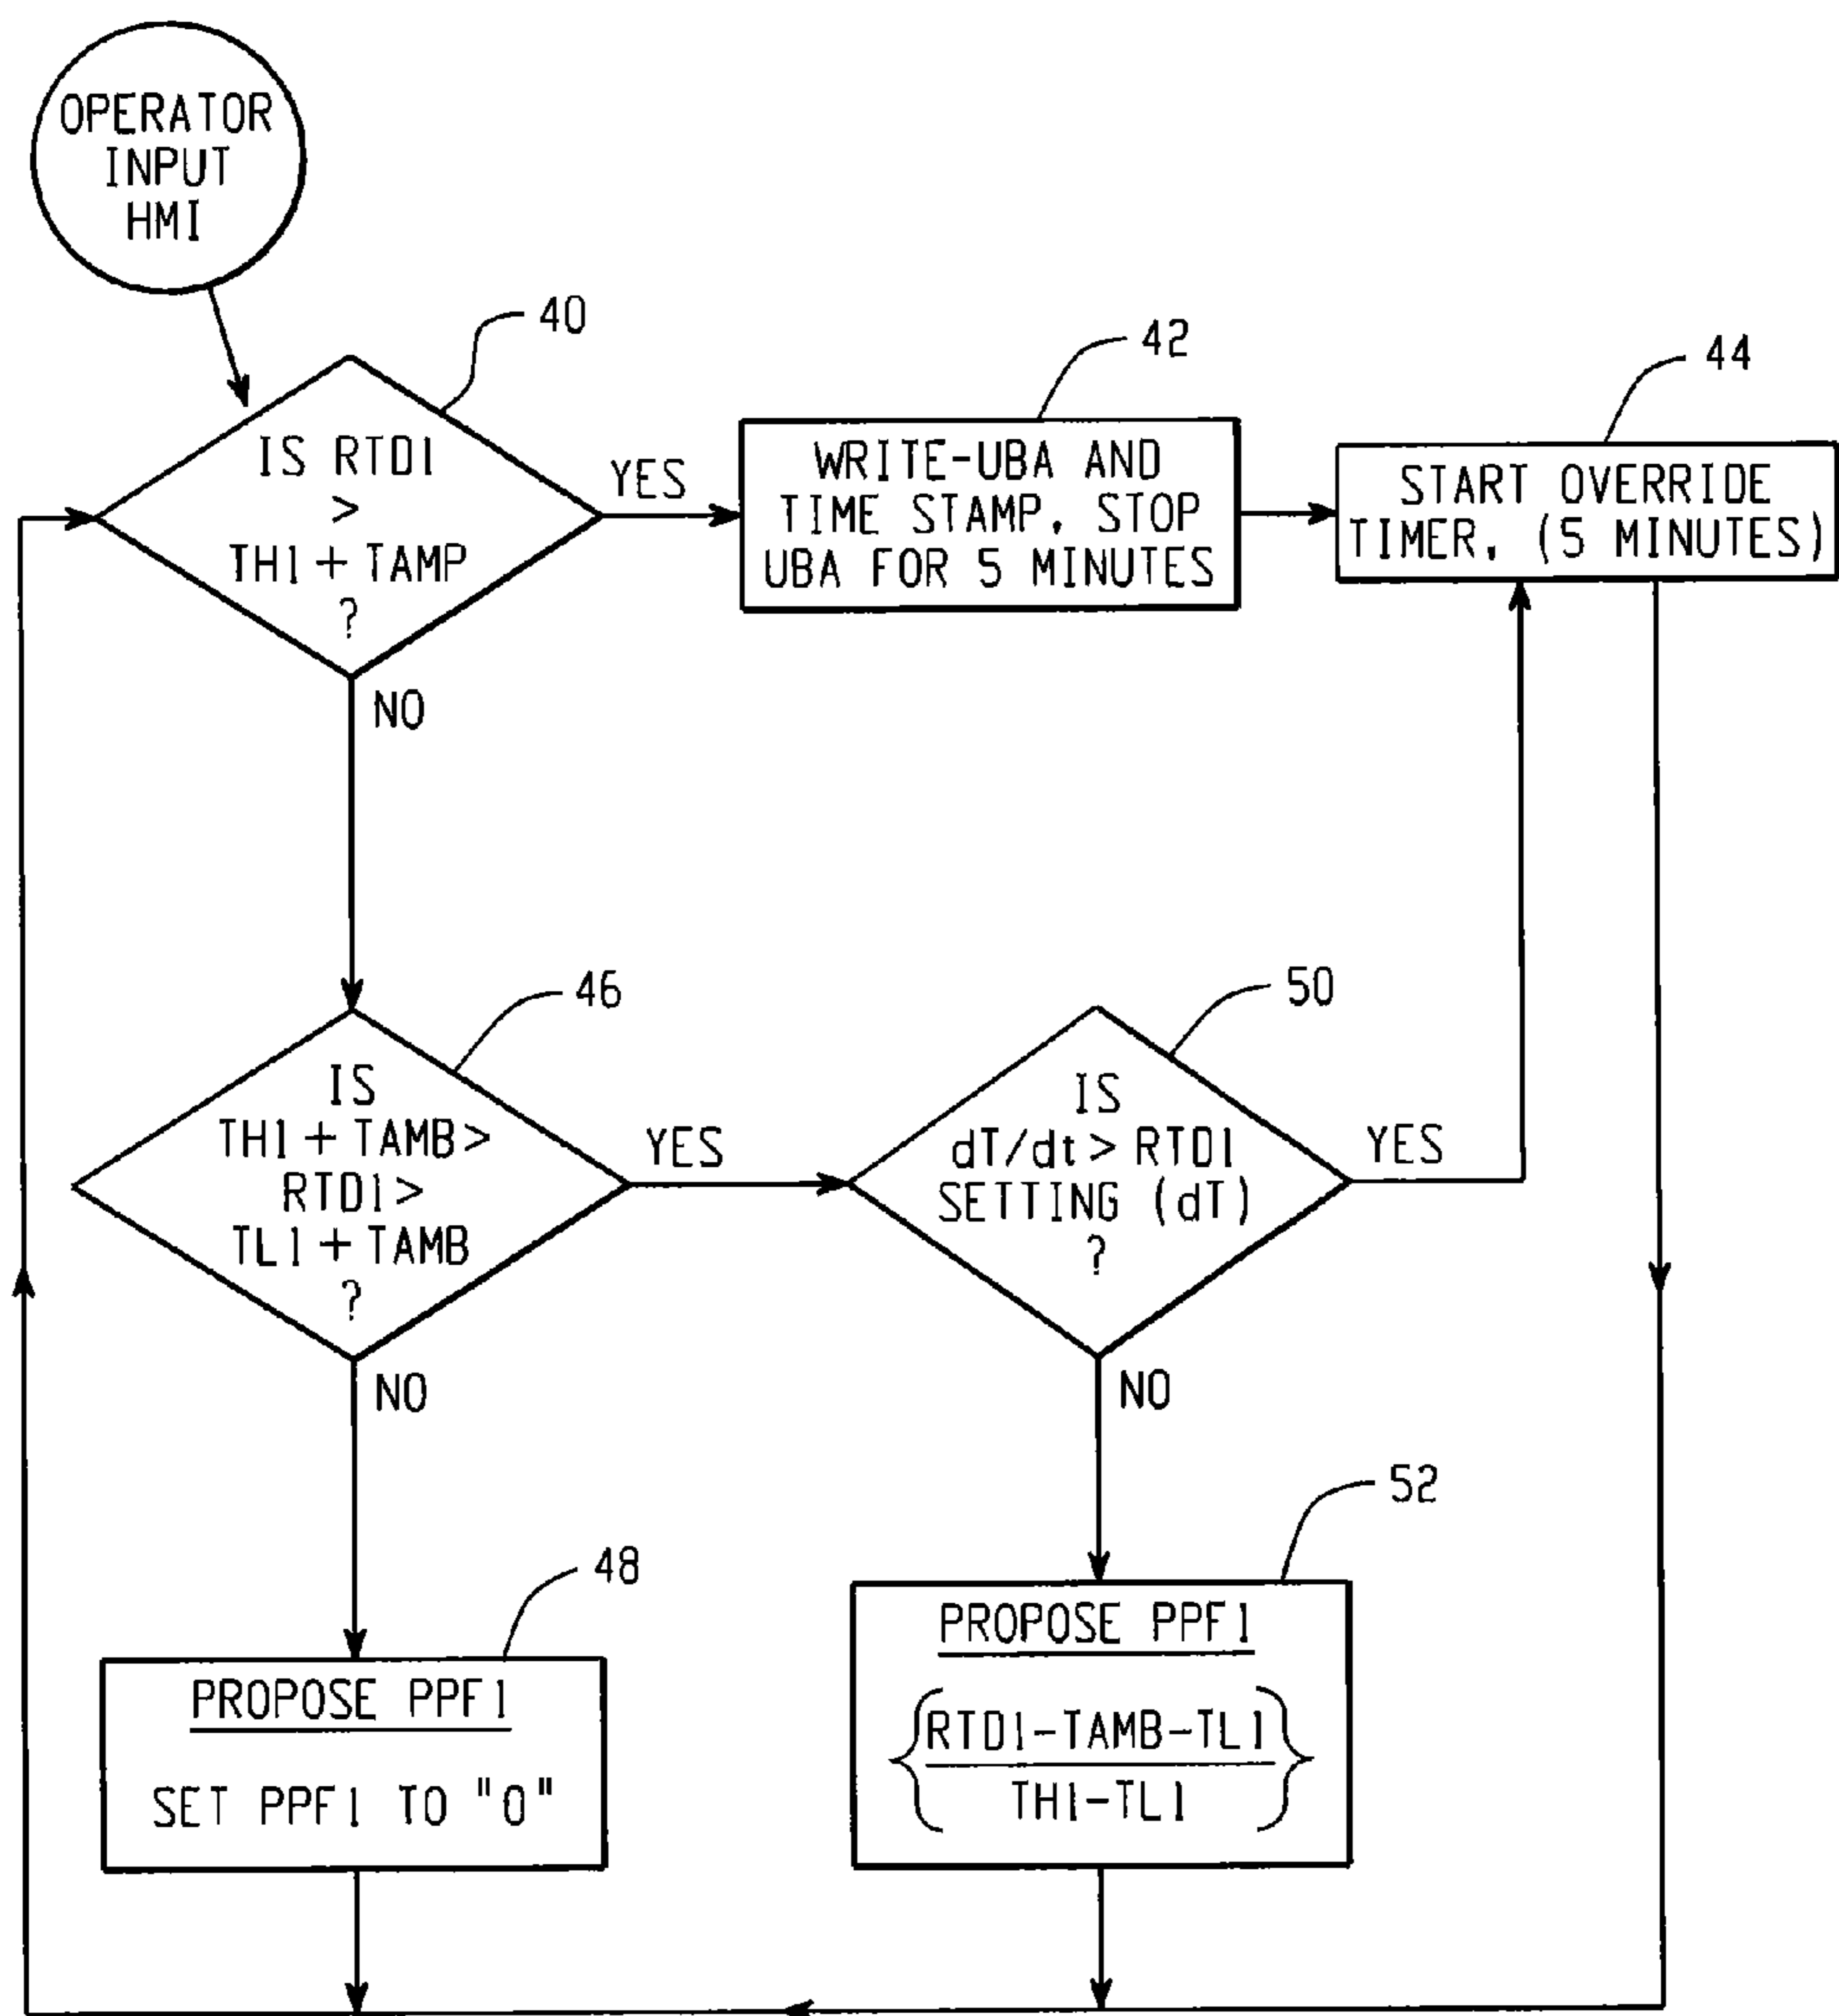 OPERATOR
INPUT
HMI
40
IS RTD1
>
TH1 + TAMP
?
YES
NO
42
WRITE-UBA AND
TIME STAMP, STOP
UBA FOR 5 MINUTES
44
START OVERRIDE
TIMER, (5 MINUTES)
46
IS
TH1 + TAMB >
RTD1 >
TL1 + TAMB
?
YES
NO
50
IS
dT/dt > RTD1
SETTING (dT)
?
YES
NO
48
PROPOSE PPF1
SET PPF1 TO "0"
52
PROPOSE PPF1
RTD1-TAMB-TL1
TH1-TL1